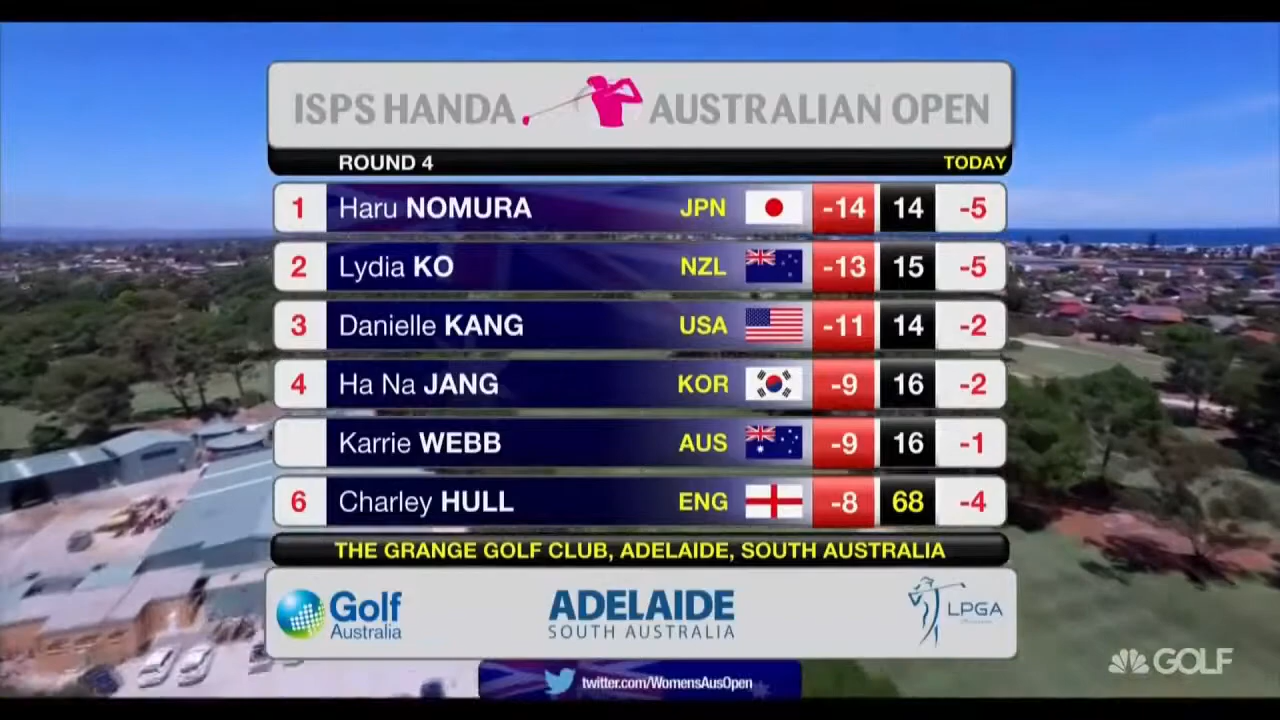 ISPS HANDA AUSTRALIAN OPEN
ROUND 4 TODAY
1 Haru NOMURA JPN -14 14 -5
2 Lydia KO NZL -13 15 -5
3 Danielle KANG USA -11 14 -2
4 Ha Na JANG KOR -9 16 -2
Karrie WEBB AUS -9 16 -1
6 Charley HULL ENG -8 68 -4
THE GRANGE GOLF CLUB, ADELAIDE, SOUTH AUSTRALIA
Golf Australia
ADELAIDE
SOUTH AUSTRALIA
LPGA
GOLF
twitter.com/WomensAusOpen